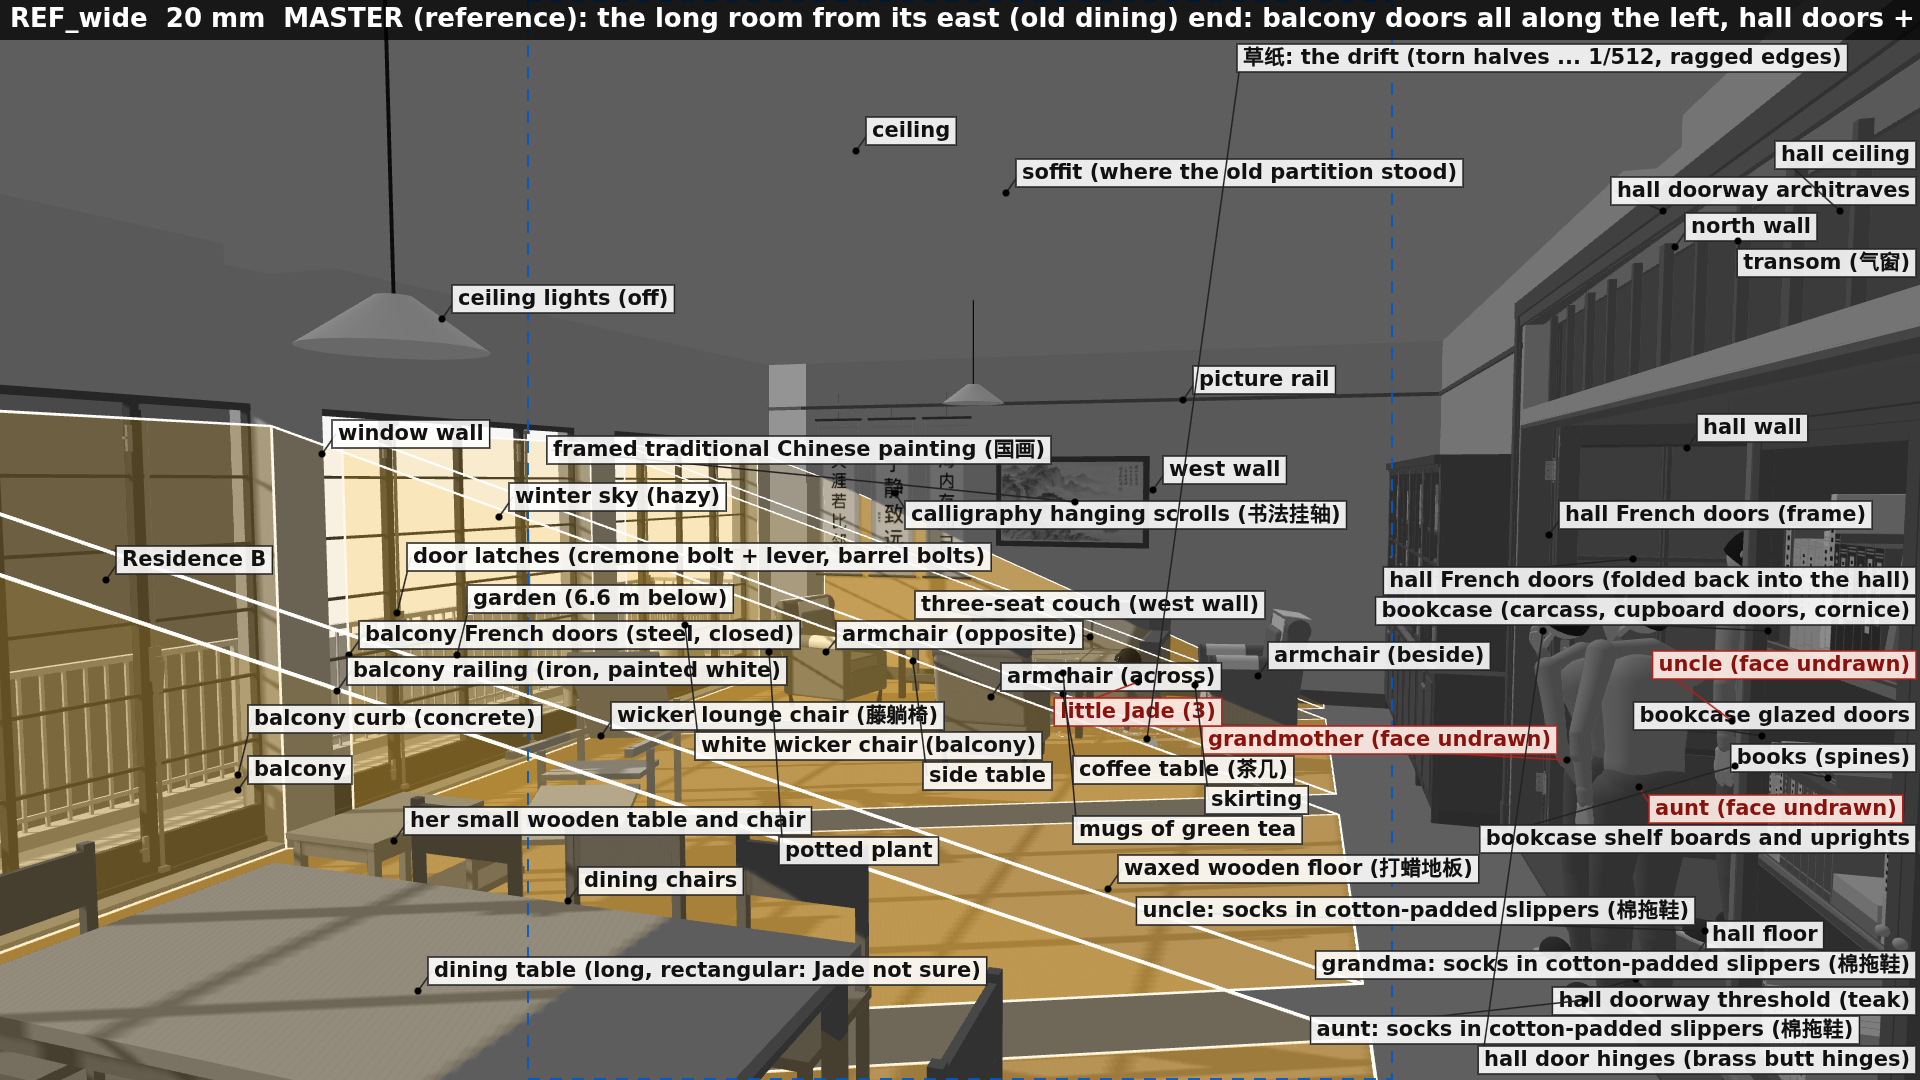 REF_wide 20 mm MASTER (reference): the long room from its east (old dining) end: balcony doors all along the left, hall doors +
草纸: the drift (torn halves ... 1/512, ragged edges)
ceiling
hall ceiling
soffit (where the old partition stood)
hall doorway architraves
north wall
transom (气窗)
ceiling lights (off)
picture rail
hall wall
window wall
framed traditional Chinese painting (国画)
west wall
winter sky (hazy)
calligraphy hanging scrolls (书法挂轴)
hall French doors (frame)
天涯若比邻
静致远
海内存
Residence B
door latches (cremone bolt + lever, barrel bolts)
hall French doors (folded back into the hall)
garden (6.6 m below)
three-seat couch (west wall)
bookcase (carcass, cupboard doors, cornice)
balcony French doors (steel, closed)
armchair (opposite)
armchair (beside)
uncle (face undrawn)
balcony railing (iron, painted white)
armchair (across)
little Jade (3)
balcony curb (concrete)
wicker lounge chair (藤躺椅)
bookcase glazed doors
grandmother (face undrawn)
white wicker chair (balcony)
books (spines)
balcony
side table
coffee table (茶几)
skirting
aunt (face undrawn)
her small wooden table and chair
mugs of green tea
bookcase shelf boards and uprights
potted plant
waxed wooden floor (打蜡地板)
dining chairs
uncle: socks in cotton-padded slippers (棉拖鞋)
hall floor
dining table (long, rectangular: Jade not sure)
grandma: socks in cotton-padded slippers (棉拖鞋)
hall doorway threshold (teak)
aunt: socks in cotton-padded slippers (棉拖鞋)
hall door hinges (brass butt hinges)